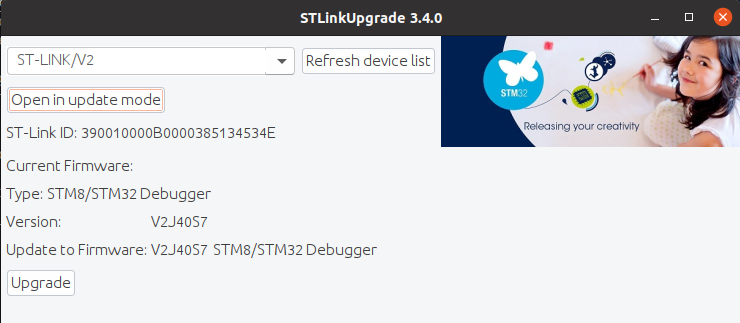 STLinkUpgrade 3.4.0
ST-LINK/V2
Refresh device list
Open in update mode
STM32
Releasing your creativity
ST-Link ID: 390010000B0000385134534E
Current Firmware:
Type: STM8/STM32 Debugger
Version: V2J40S7
Update to Firmware: V2J40S7 STM8/STM32 Debugger
Upgrade